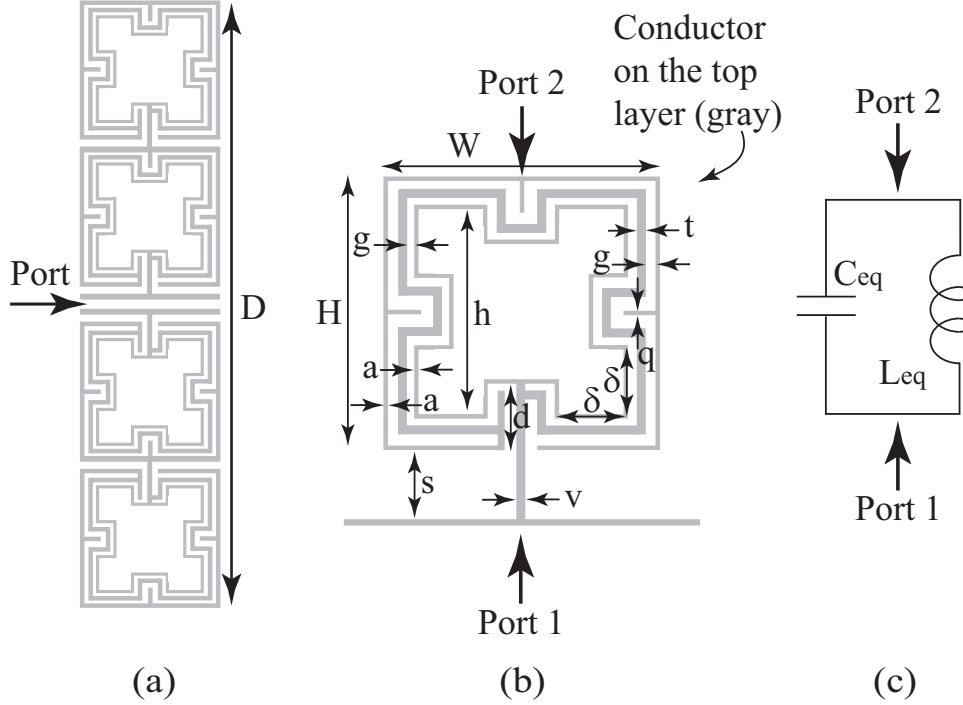 Port
D
(a)
Port 2
W
Conductor
on the top
layer (gray)
g
t
g
H
h
q
a
δ
a
d
δ
s
v
Port 1
(b)
Port 2
Ceq
Leq
Port 1
(c)